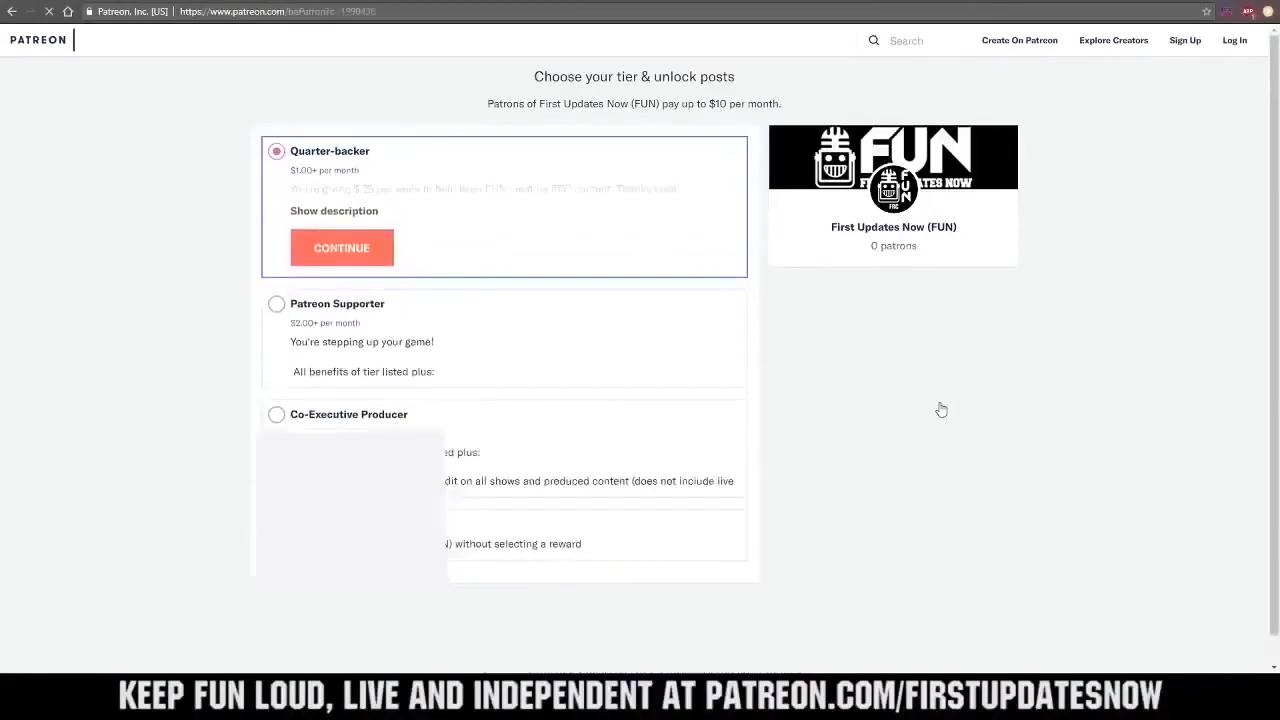 Patreon, Inc. [US] | https://www.patreon.com/bePatron?c
PATREON
Search
Create On Patreon
Explore Creators
Sign Up
Log In
Choose your tier & unlock posts
Patrons of First Updates Now (FUN) pay up to $10 per month.
Quarter-backer
$1.00+ per month
Show description
CONTINUE
FUN
ATES NOW
FUN
FRC
First Updates Now (FUN)
0 patrons
Patreon Supporter
$2.00+ per month
You're stepping up your game!
All benefits of tier listed plus:
Co-Executive Producer
ed plus:
dit on all shows and produced content (does not include live
N) without selecting a reward
KEEP FUN LOUD, LIVE AND INDEPENDENT AT PATREON.COM/FIRSTUPDATESNOW